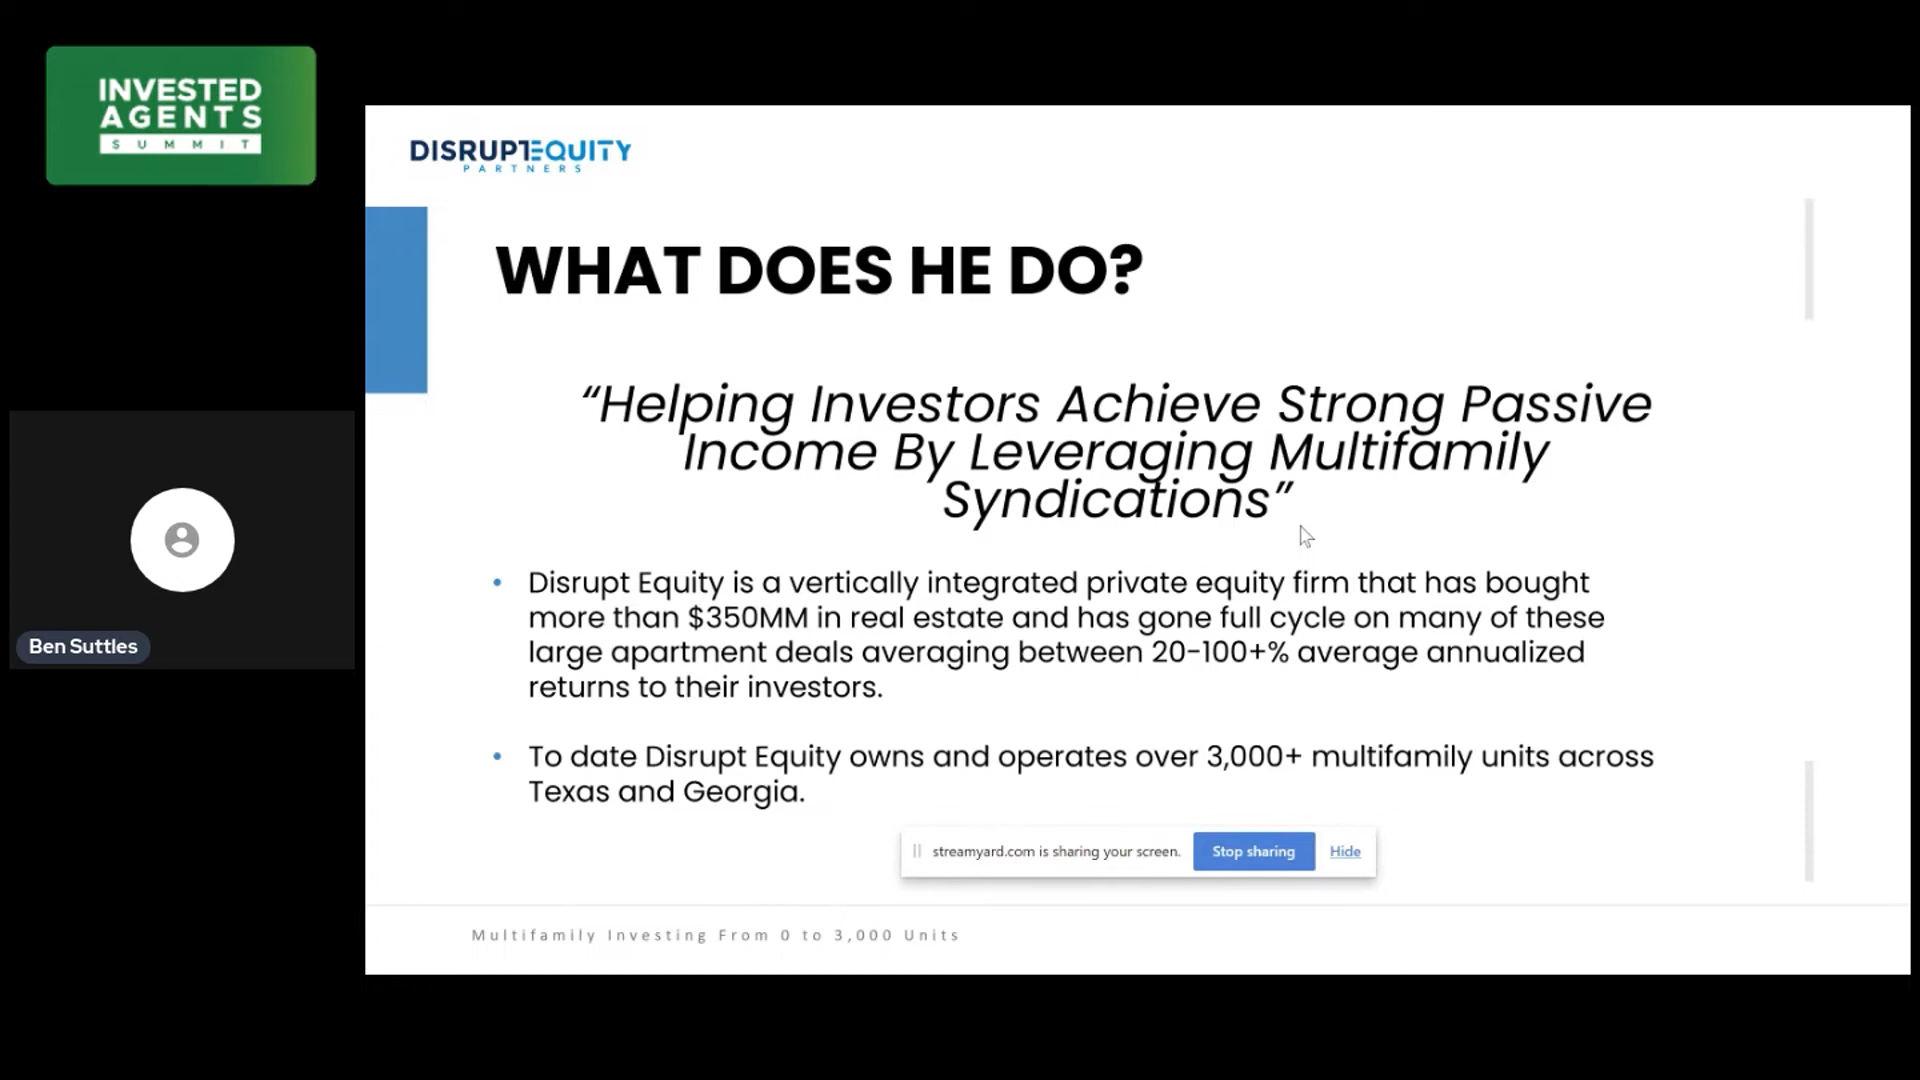 INVESTED
AGENTS
SUMMIT
DISRUPTEQUITY
PARTNERS
WHAT DOES HE DO?
“Helping Investors Achieve Strong Passive
Income By Leveraging Multifamily
Syndications”
• Disrupt Equity is a vertically integrated private equity firm that has bought
more than $350MM in real estate and has gone full cycle on many of these
large apartment deals averaging between 20-100+% average annualized
returns to their investors.
• To date Disrupt Equity owns and operates over 3,000+ multifamily units across
Texas and Georgia.
Ben Suttles
streamyard.com is sharing your screen. Stop sharing Hide
Multifamily Investing From 0 to 3,000 Units